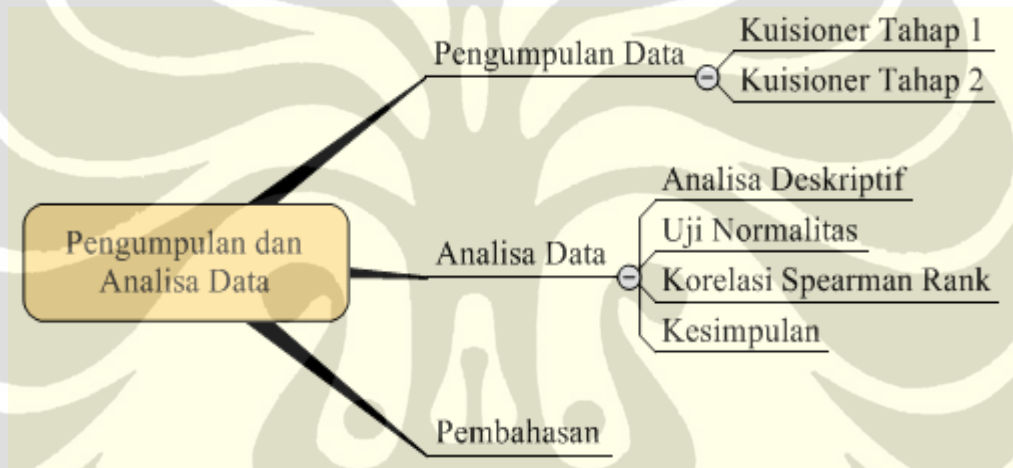 Pengumpulan dan
Analisa Data
Pengumpulan Data
Kuisioner Tahap 1
Kuisioner Tahap 2
Analisa Data
Analisa Deskriptif
Uji Normalitas
Korelasi Spearman Rank
Kesimpulan
Pembahasan